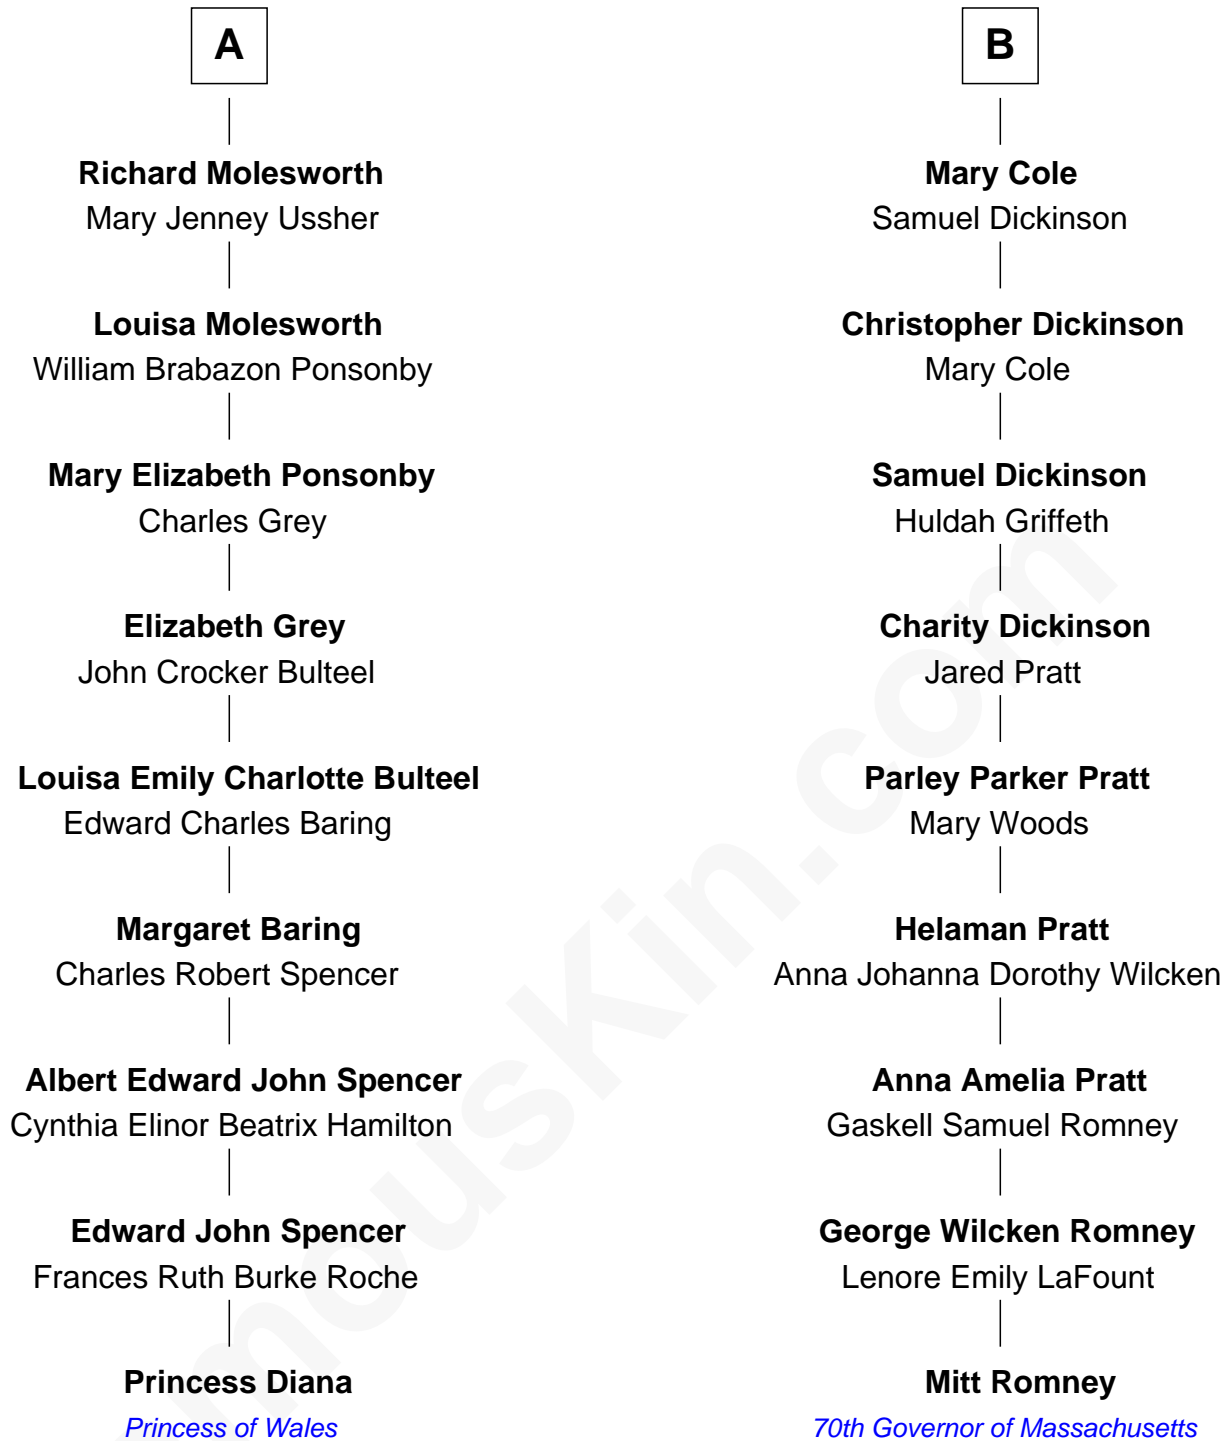 A
Richard Molesworth
Mary Jenney Ussher
Louisa Molesworth
William Brabazon Ponsonby
Mary Elizabeth Ponsonby
Charles Grey
Elizabeth Grey
John Crocker Bulteel
Louisa Emily Charlotte Bulteel
Edward Charles Baring
Margaret Baring
Charles Robert Spencer
Albert Edward John Spencer
Cynthia Elinor Beatrix Hamilton
Edward John Spencer
Frances Ruth Burke Roche
Princess Diana
Princess of Wales
B
Mary Cole
Samuel Dickinson
Christopher Dickinson
Mary Cole
Samuel Dickinson
Huldah Griffeth
Charity Dickinson
Jared Pratt
Parley Parker Pratt
Mary Woods
Helaman Pratt
Anna Johanna Dorothy Wilcken
Anna Amelia Pratt
Gaskell Samuel Romney
George Wilcken Romney
Lenore Emily LaFount
Mitt Romney
70th Governor of Massachusetts
mousKin.com